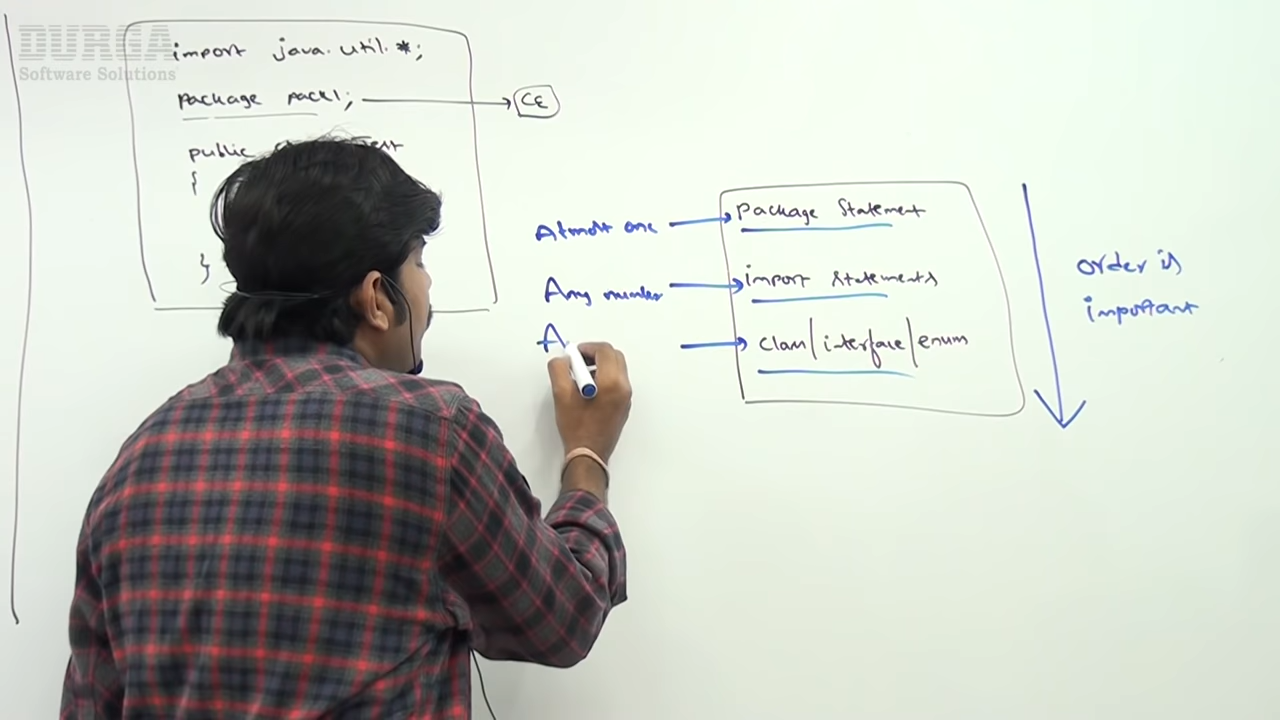 DURGA
Software Solutions
import java.util.*;
package pack1;
CE
public
{
}
Atmost one
Package Statement
Any number
import statements
A
class/interface/enum
order is
important